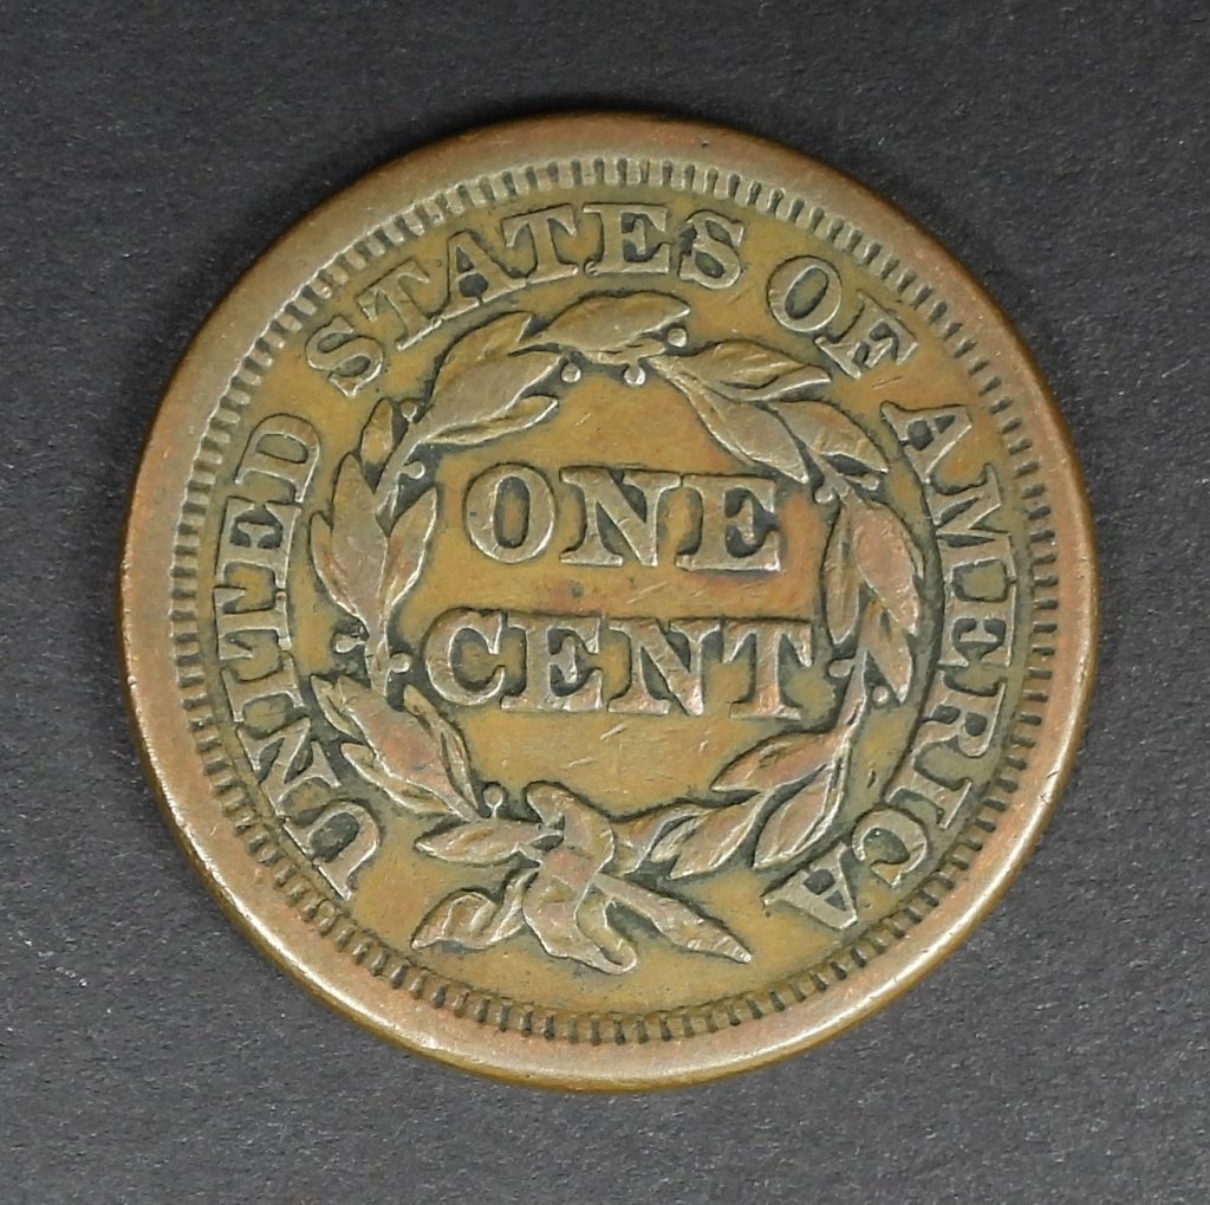 UNITED STATES OF AMERICA
ONE
CENT